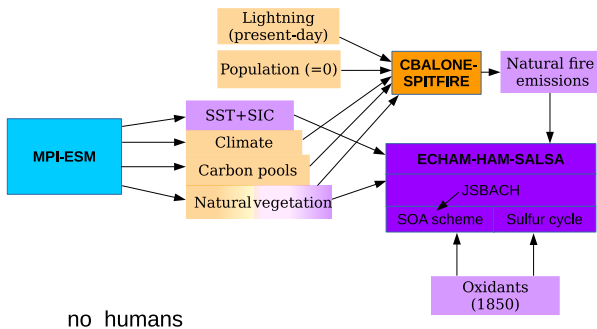 Lightning
(present-day)
Population (=0)
CBALONE-
SPITFIRE
Natural fire
emissions
SST+SIC
Climate
Carbon pools
Natural vegetation
MPI-ESM
ECHAM-HAM-SALSA
JSBACH
SOA scheme
Sulfur cycle
Oxidants
(1850)
no humans